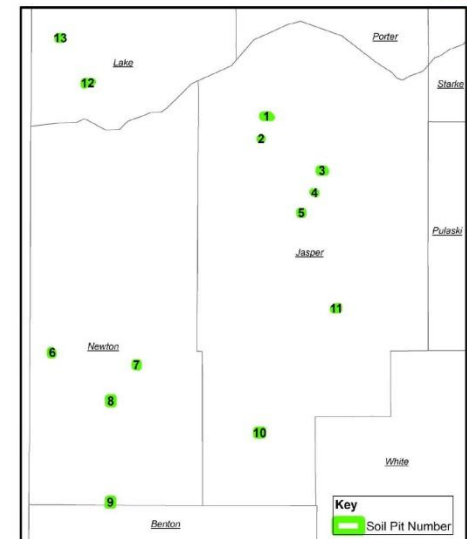 13
Porter
Lake
12
Starke
1
2
3
4
5
Pulaski
Jasper
11
Newton
6
7
8
10
White
9
Key
Soil Pit Number
Benton